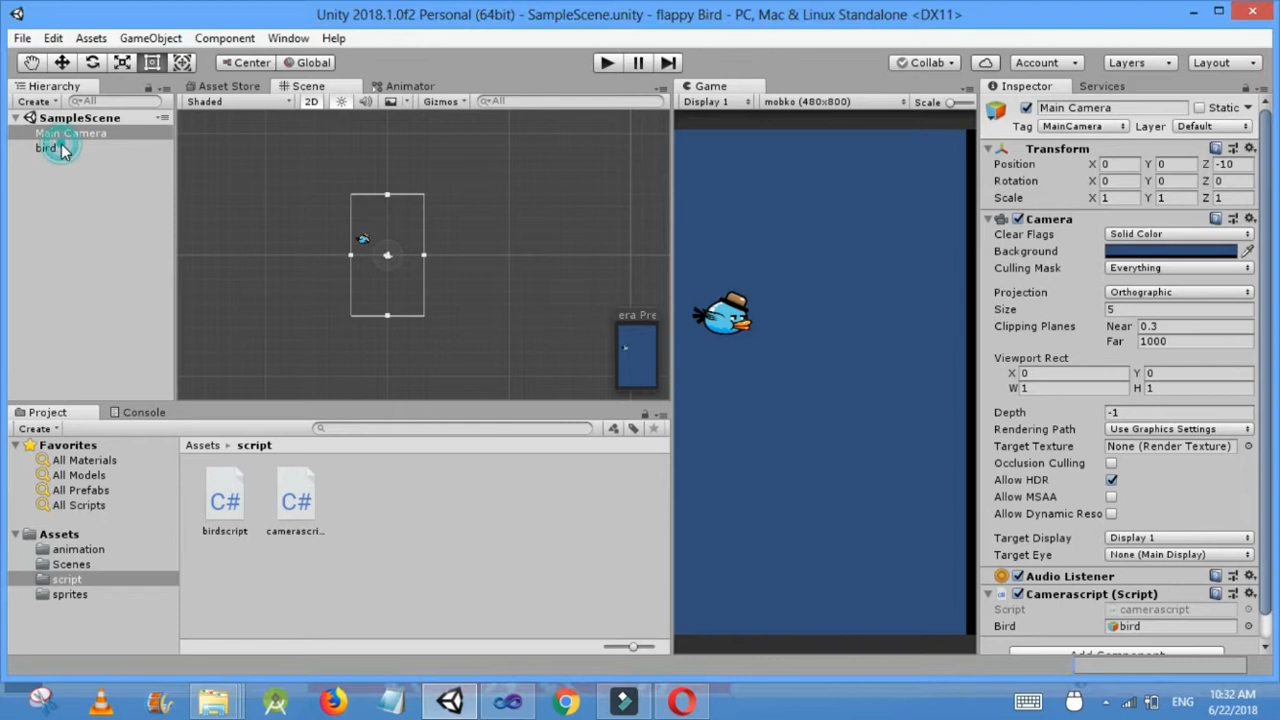 Unity 2018.1.0f2 Personal (64bit) - SampleScene.unity - flappy Bird - PC, Mac & Linux Standalone <DX11>
File Edit Assets GameObject Component Window Help
Center Global Collab Account Layers Layout
Hierarchy Asset Store Scene Animator Game Inspector Services
Create All Shaded 2D Gizmos All Display 1 mobko (480x800) Scale
SampleScene
Main Camera
bird
era Pre
Main Camera Static
Tag MainCamera Layer Default
Transform
Position X 0 Y 0 Z -10
Rotation X 0 Y 0 Z 0
Scale X 1 Y 1 Z 1
Camera
Clear Flags Solid Color
Background
Culling Mask Everything
Projection Orthographic
Size 5
Clipping Planes Near 0.3
Far 1000
Viewport Rect
X 0 Y 0
W 1 H 1
Depth -1
Rendering Path Use Graphics Settings
Target Texture None (Render Texture)
Occlusion Culling
Allow HDR
Allow MSAA
Allow Dynamic Reso
Target Display Display 1
Target Eye None (Main Display)
Audio Listener
Camerascript (Script)
Script camerascript
Bird bird
Project Console
Create
Favorites
All Materials
All Models
All Prefabs
All Scripts
Assets
animation
Scenes
script
sprites
Assets script
C# C#
birdscript camerascri...
ENG
10:32 AM
6/22/2018